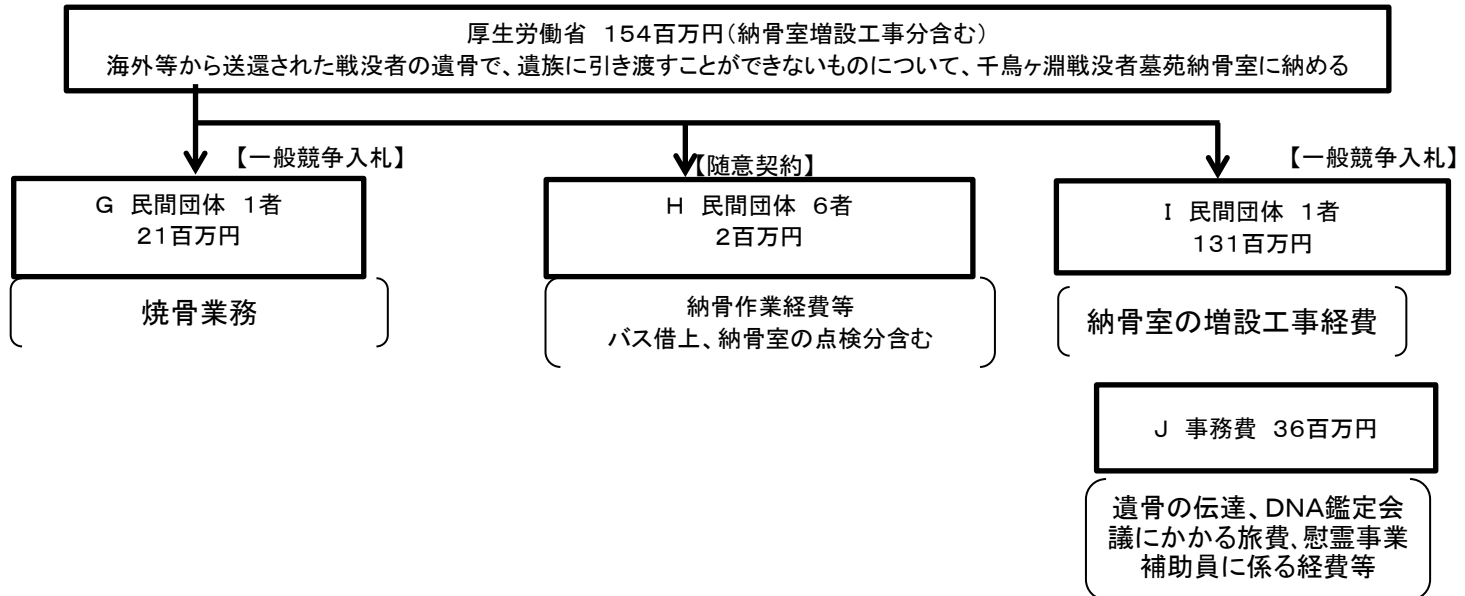 厚生労働省 154百万円(納骨室増設工事分含む)
海外等から送還された戦没者の遺骨で、遺族に引き渡すことができないものについて、千鳥ヶ淵戦没者墓苑納骨室に納める
【一般競争入札】
【随意契約】
【一般競争入札】
G 民間団体 1者
21百万円
焼骨業務
H 民間団体 6者
2百万円
納骨作業経費等
バス借上、納骨室の点検分含む
I 民間団体 1者
131百万円
納骨室の増設工事経費
J 事務費 36百万円
遺骨の伝達、DNA鑑定会
議にかかる旅費、慰霊事業
補助員に係る経費等